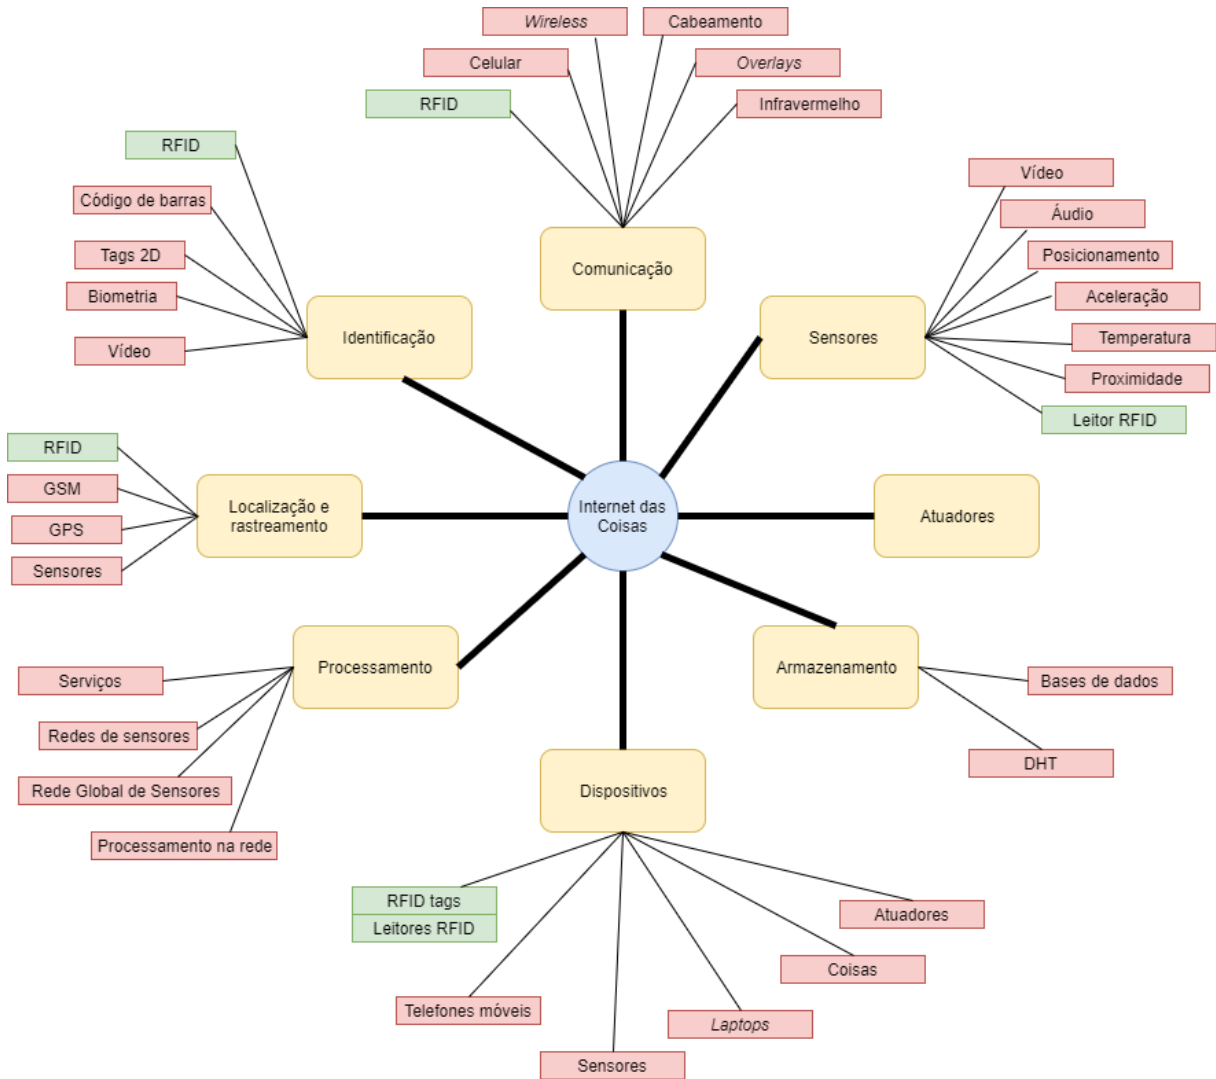 Wireless
Cabeamento
Celular
Overlays
RFID
Infravermelho
RFID
Código de barras
Tags 2D
Biometria
Vídeo
Identificação
Comunicação
Vídeo
Áudio
Posicionamento
Aceleração
Temperatura
Proximidade
Leitor RFID
Sensores
RFID
GSM
GPS
Sensores
Localização e
rastreamento
Internet das
Coisas
Atuadores
Processamento
Serviços
Redes de sensores
Rede Global de Sensores
Processamento na rede
Armazenamento
Bases de dados
DHT
Dispositivos
RFID tags
Leitores RFID
Telefones móveis
Sensores
Laptops
Coisas
Atuadores